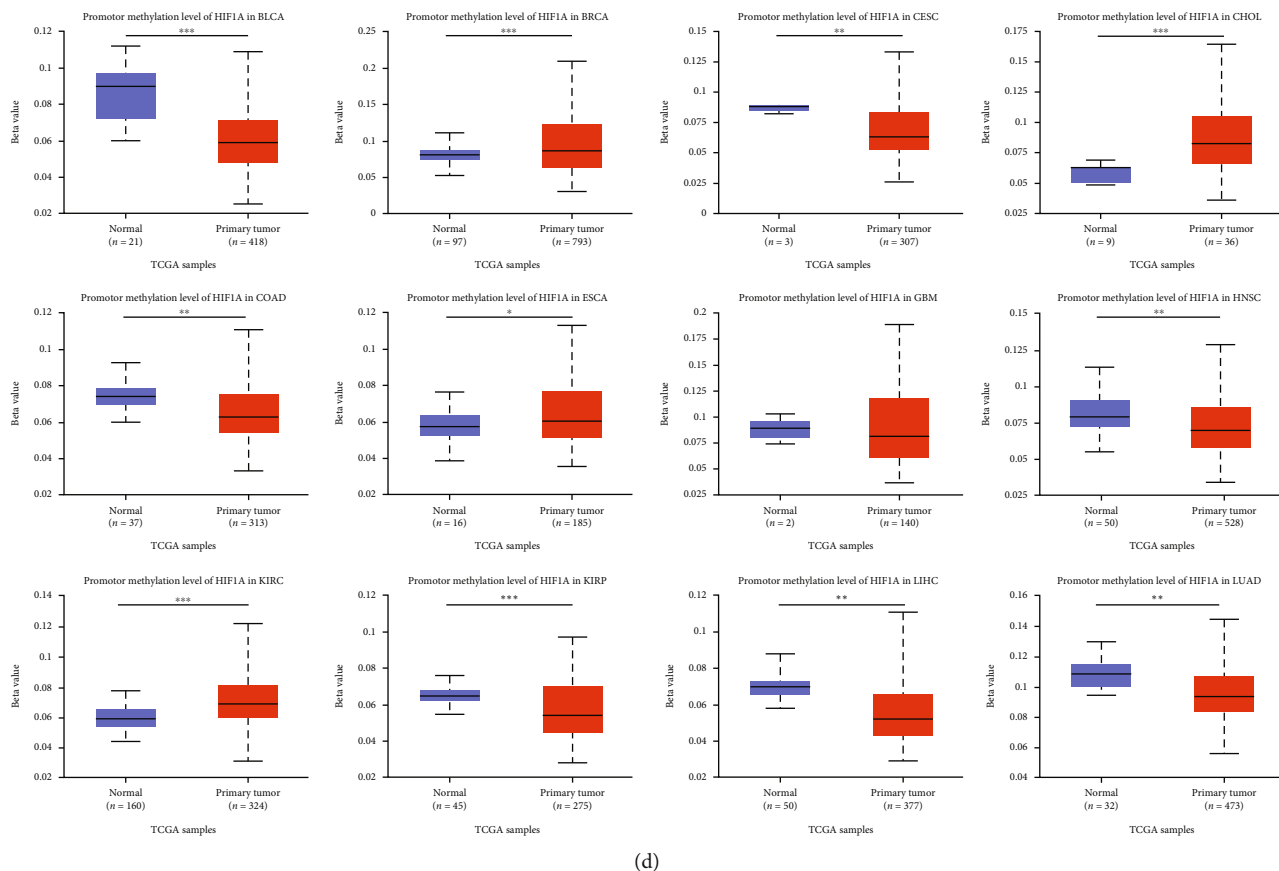 Promotor methylation level of HIF1A in BLCA
***
0.12
0.1
0.08
0.06
0.04
0.02
Beta value
Normal
(n = 21)
Primary tumor
(n = 418)
TCGA samples
Promotor methylation level of HIF1A in BRCA
***
0.25
0.2
0.15
0.1
0.05
0
Beta value
Normal
(n = 97)
Primary tumor
(n = 793)
TCGA samples
Promotor methylation level of HIF1A in CESC
**
0.15
0.125
0.1
0.075
0.05
0.025
0
Beta value
Normal
(n = 3)
Primary tumor
(n = 307)
TCGA samples
Promotor methylation level of HIF1A in CHOL
***
0.175
0.15
0.125
0.1
0.075
0.05
0.025
Beta value
Normal
(n = 9)
Primary tumor
(n = 36)
TCGA samples
Promotor methylation level of HIF1A in COAD
**
0.12
0.1
0.08
0.06
0.04
0.02
Beta value
Normal
(n = 37)
Primary tumor
(n = 313)
TCGA samples
Promotor methylation level of HIF1A in ESCA
*
0.12
0.1
0.08
0.06
0.04
0.02
Beta value
Normal
(n = 16)
Primary tumor
(n = 185)
TCGA samples
Promotor methylation level of HIF1A in GBM
0.2
0.175
0.15
0.125
0.1
0.075
0.05
0.025
Beta value
Normal
(n = 2)
Primary tumor
(n = 140)
TCGA samples
Promotor methylation level of HIF1A in HNSC
**
0.15
0.125
0.1
0.075
0.05
0.025
Beta value
Normal
(n = 50)
Primary tumor
(n = 528)
TCGA samples
Promotor methylation level of HIF1A in KIRC
***
0.14
0.12
0.1
0.08
0.06
0.04
0.02
Beta value
Normal
(n = 160)
Primary tumor
(n = 324)
TCGA samples
Promotor methylation level of HIF1A in KIRP
***
0.12
0.1
0.08
0.06
0.04
0.02
Beta value
Normal
(n = 45)
Primary tumor
(n = 275)
TCGA samples
Promotor methylation level of HIF1A in LIHC
**
0.12
0.1
0.08
0.06
0.04
0.02
Beta value
Normal
(n = 50)
Primary tumor
(n = 377)
TCGA samples
Promotor methylation level of HIF1A in LUAD
**
0.16
0.14
0.12
0.1
0.08
0.06
0.04
Beta value
Normal
(n = 32)
Primary tumor
(n = 473)
TCGA samples
(d)